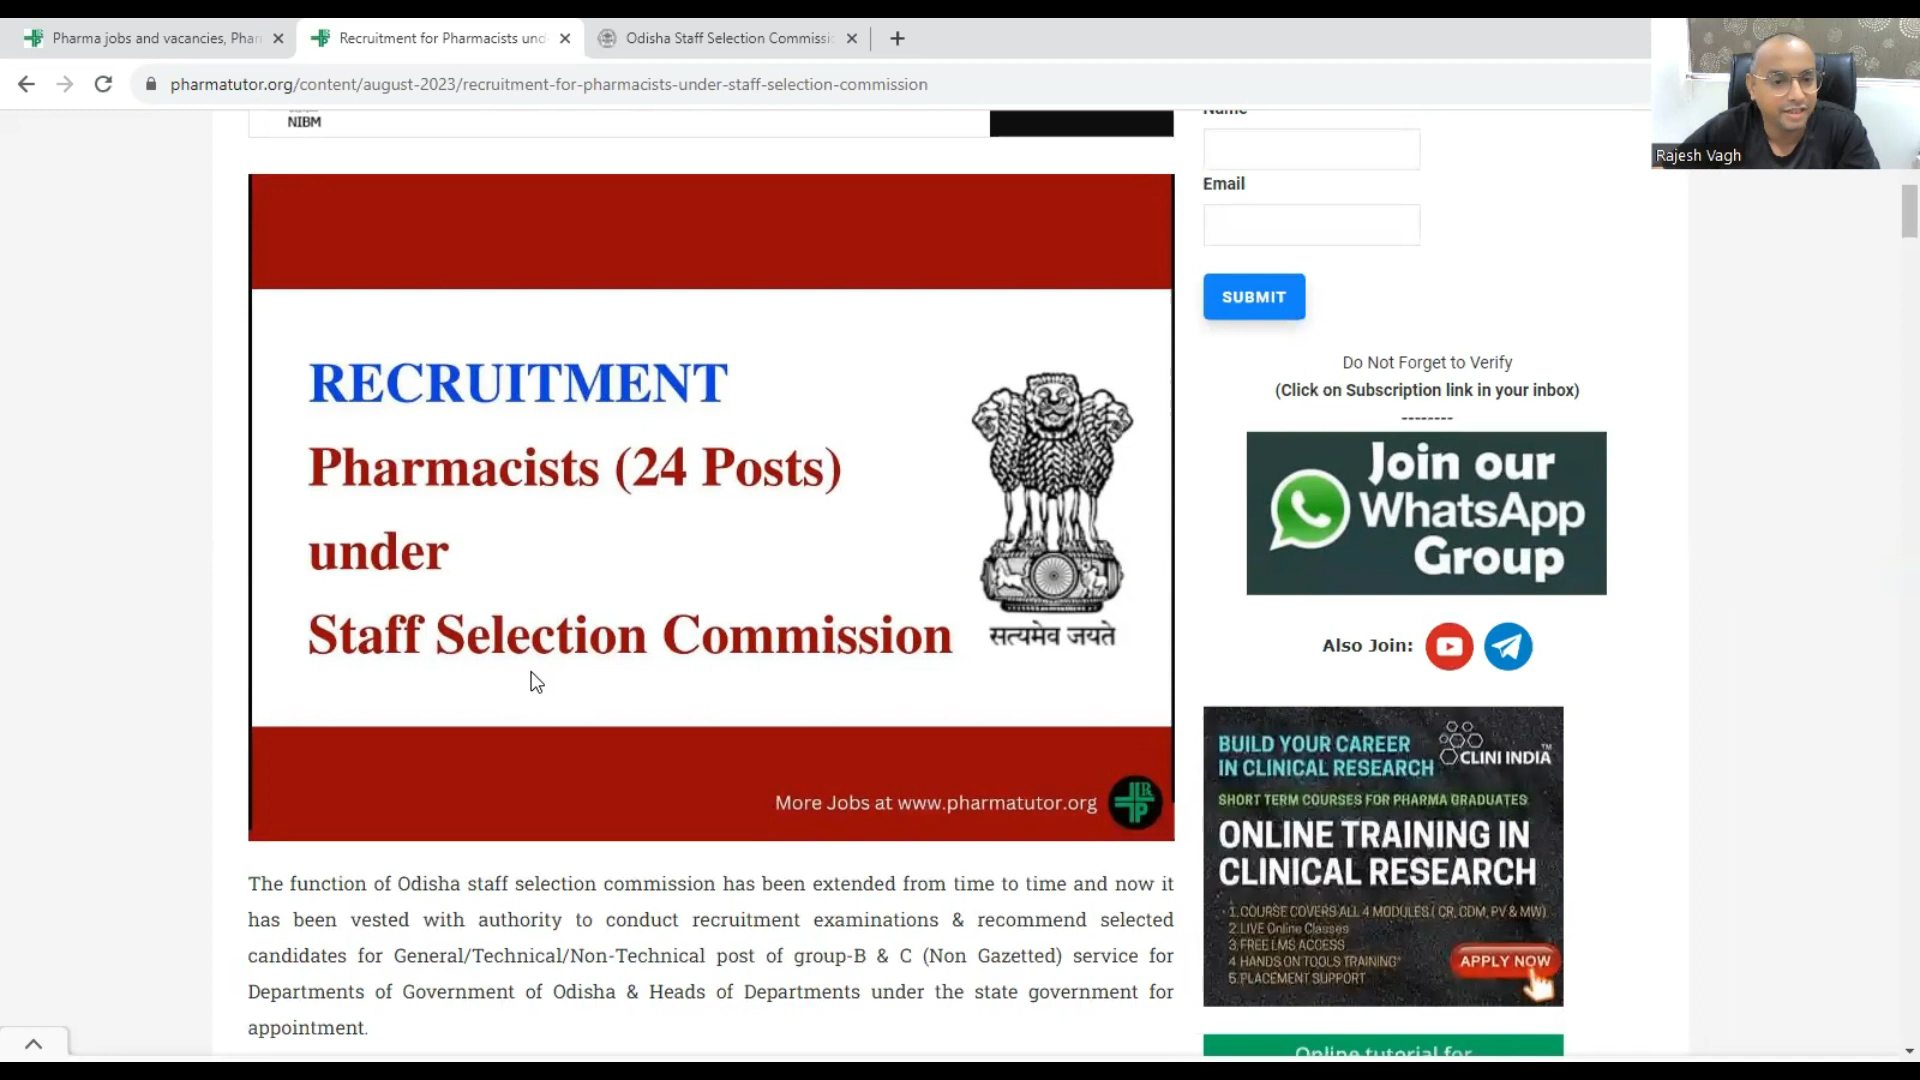 Pharma jobs and vacancies, Phar
Recruitment for Pharmacists und
Odisha Staff Selection Commissi
pharmatutor.org/content/august-2023/recruitment-for-pharmacists-under-staff-selection-commission
Rajesh Vagh
NIBM
RECRUITMENT
Pharmacists (24 Posts)
under
Staff Selection Commission
सत्यमेव जयते
More Jobs at www.pharmatutor.org
The function of Odisha staff selection commission has been extended from time to time and now it
has been vested with authority to conduct recruitment examinations & recommend selected
candidates for General/Technical/Non-Technical post of group-B & C (Non Gazetted) service for
Departments of Government of Odisha & Heads of Departments under the state government for
appointment.
Name
Email
SUBMIT
Do Not Forget to Verify
(Click on Subscription link in your inbox)
--------
Join our
WhatsApp
Group
Also Join:
BUILD YOUR CAREER
IN CLINICAL RESEARCH
CLINI INDIA™
SHORT TERM COURSES FOR PHARMA GRADUATES
ONLINE TRAINING IN
CLINICAL RESEARCH
1.COURSE COVERS ALL 4 MODULES ( CR, CDM, PV & MW)
2.LIVE Online Classes
3.FREE LMS ACCESS
4 HANDS ON TOOLS TRAINING*
5.PLACEMENT SUPPORT
APPLY NOW
Online tutorial for